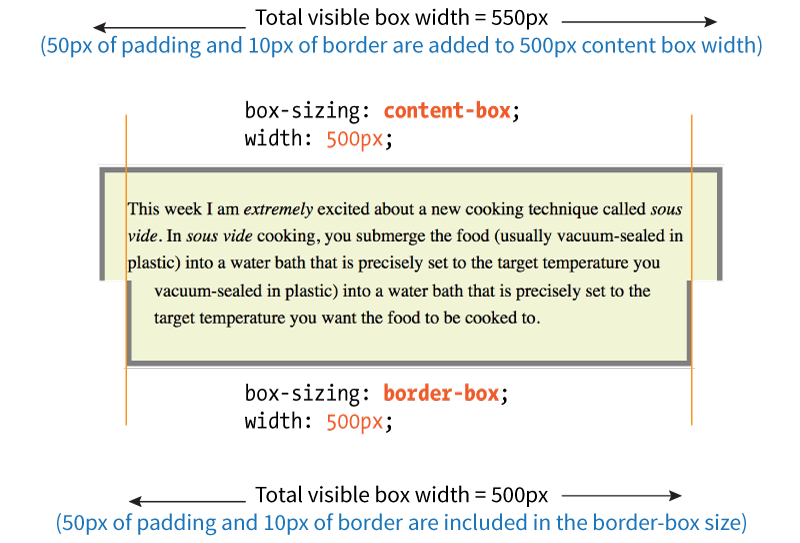 Total visible box width = 550px
(50px of padding and 10px of border are added to 500px content box width)
box-sizing: content-box;
width: 500px;
This week I am extremely excited about a new cooking technique called sous
vide. In sous vide cooking, you submerge the food (usually vacuum-sealed in
plastic) into a water bath that is precisely set to the target temperature you
vacuum-sealed in plastic) into a water bath that is precisely set to the
target temperature you want the food to be cooked to.
box-sizing: border-box;
width: 500px;
Total visible box width = 500px
(50px of padding and 10px of border are included in the border-box size)